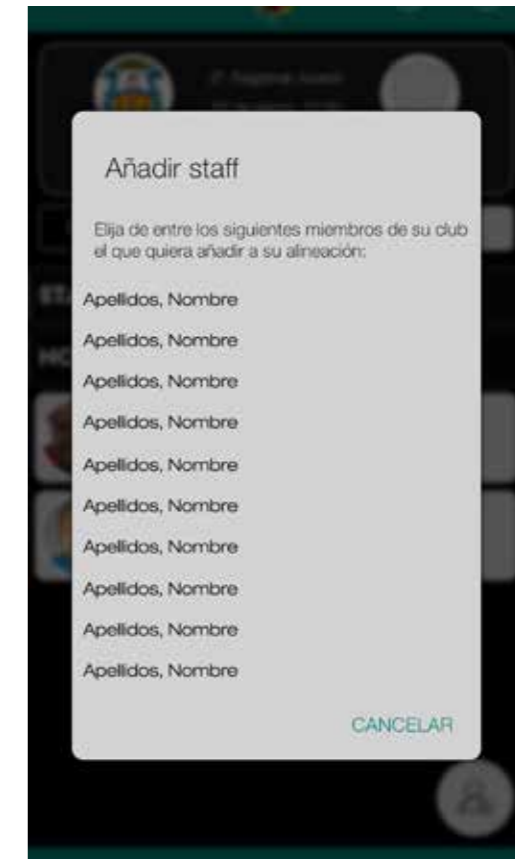 Añadir staff
Elija de entre los siguientes miembros de su club
el que quiera añadir a su alineación:
Apellidos, Nombre
Apellidos, Nombre
Apellidos, Nombre
Apellidos, Nombre
Apellidos, Nombre
Apellidos, Nombre
Apellidos, Nombre
Apellidos, Nombre
Apellidos, Nombre
Apellidos, Nombre
CANCELAR